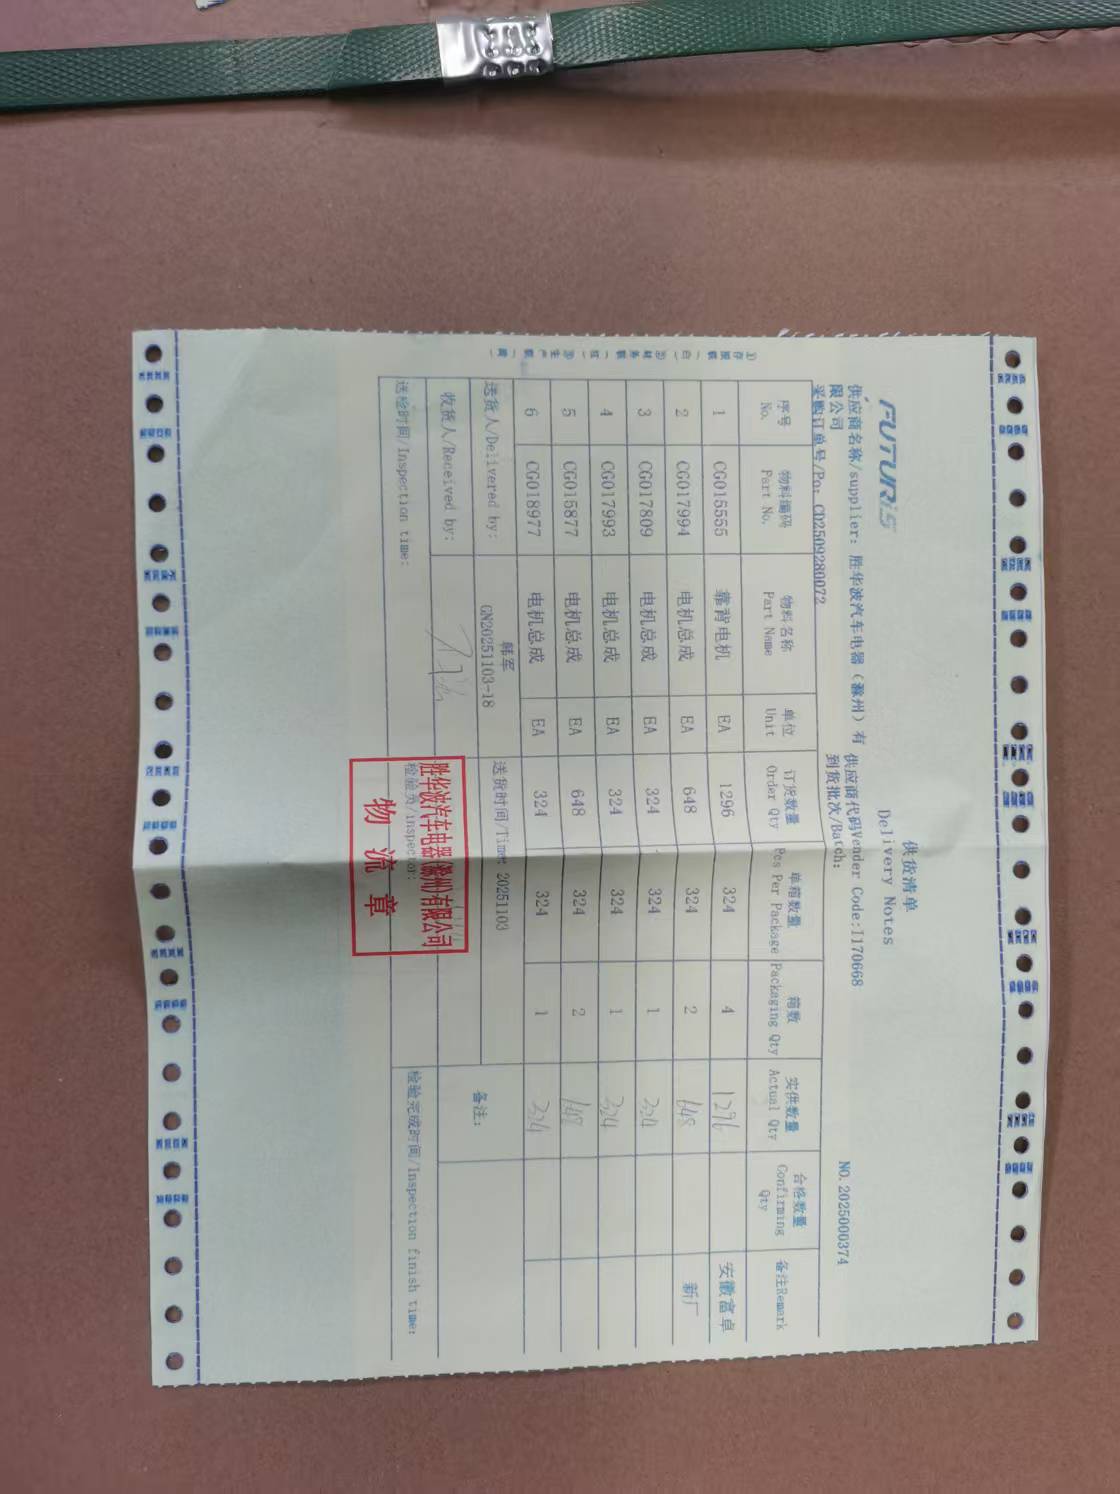 FUTURIS
供货清单
Delivery Notes
NO. 2025000374
供应商名称/supplier: 胜华波汽车电器（滁州）有限公司
供应商代码Vender Code:I170668
采购订单号/Po: CD2509280072
到货批次/Batch:
序号 No. 物料编码 Part No. 物料名称 Part Name 单位 Unit 订货数量 Order Qty 单箱数量 Pcs Per Package 箱数 Packaging Qty 实供数量 Actual Qty 合格数量 Confirming Qty 备注Remark
1 CG015555 靠背电机 EA 1296 324 4 1296 安徽富卓
2 CG017994 电机总成 EA 648 324 2 648 新厂
3 CG017809 电机总成 EA 324 324 1 324
4 CG017993 电机总成 EA 324 324 1 324
5 CG015877 电机总成 EA 648 324 2 648
6 CG018977 电机总成 EA 324 324 1 324
送货人/Delivered by: 韩军 GN20251103-18 送货时间/Time: 20251103 备注:
收货人/Received by: 检验员/inspector:
送检时间/Inspection time: 检验完成时间/Inspection finish time:
胜华波汽车电器(滁州)有限公司
物流章